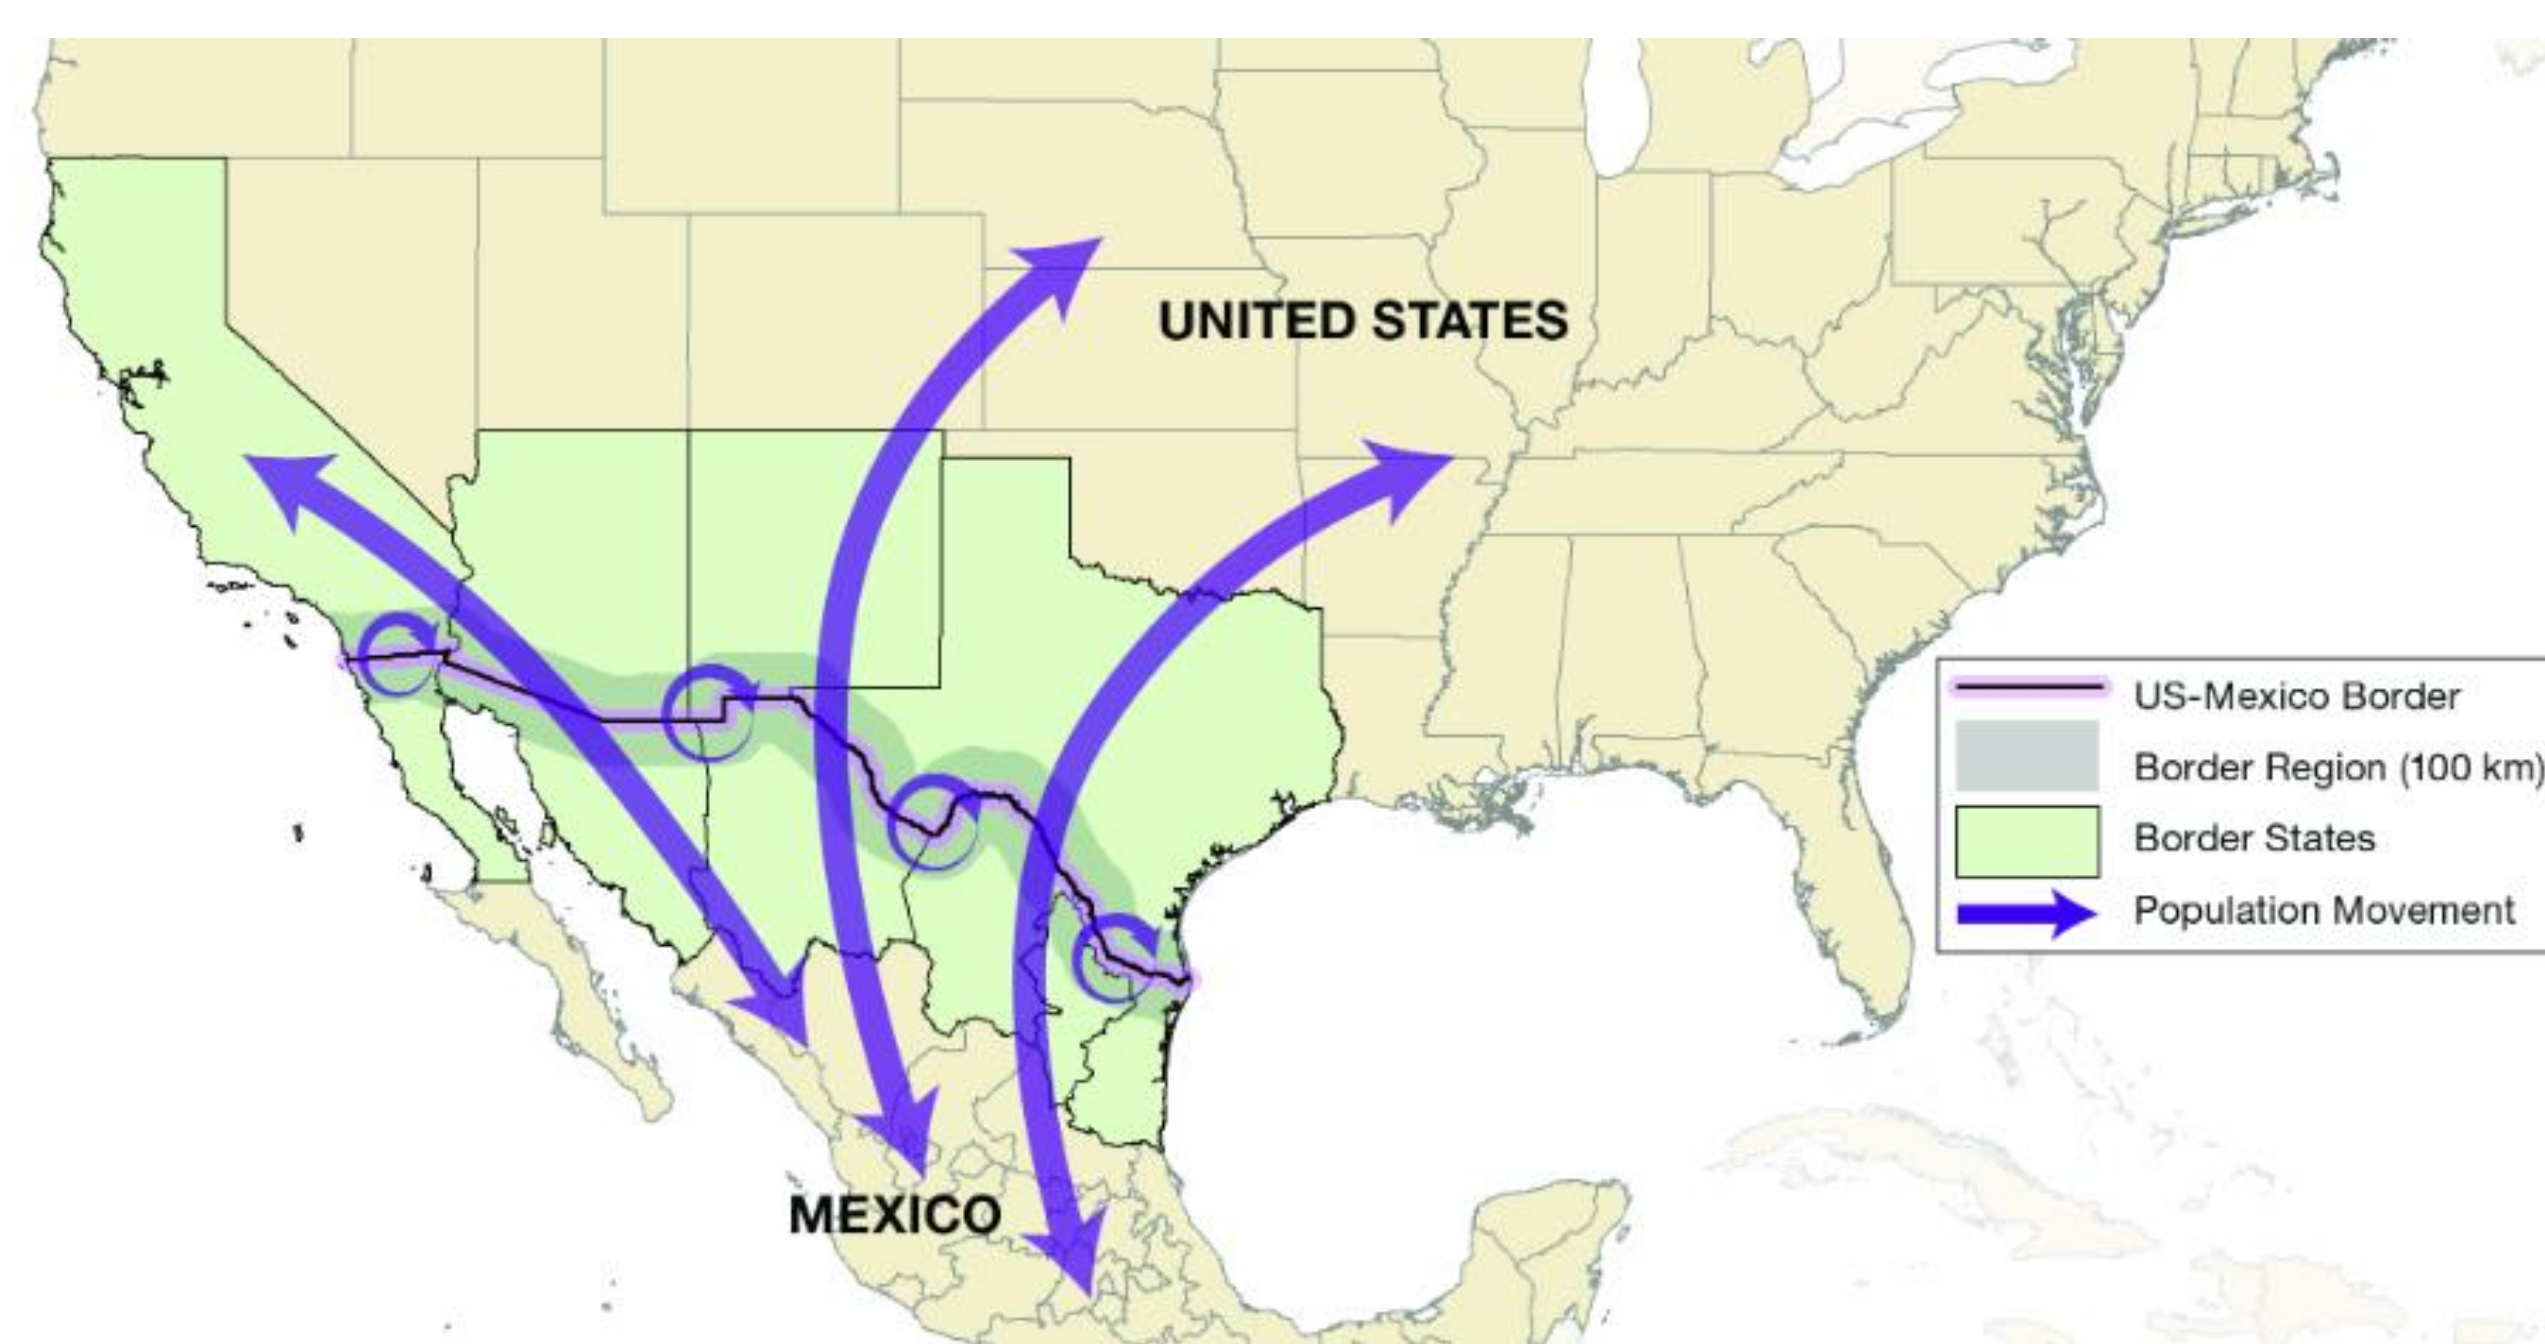 UNITED STATES
US-Mexico Border
Border Region (100 km)
Border States
Population Movement
MEXICO